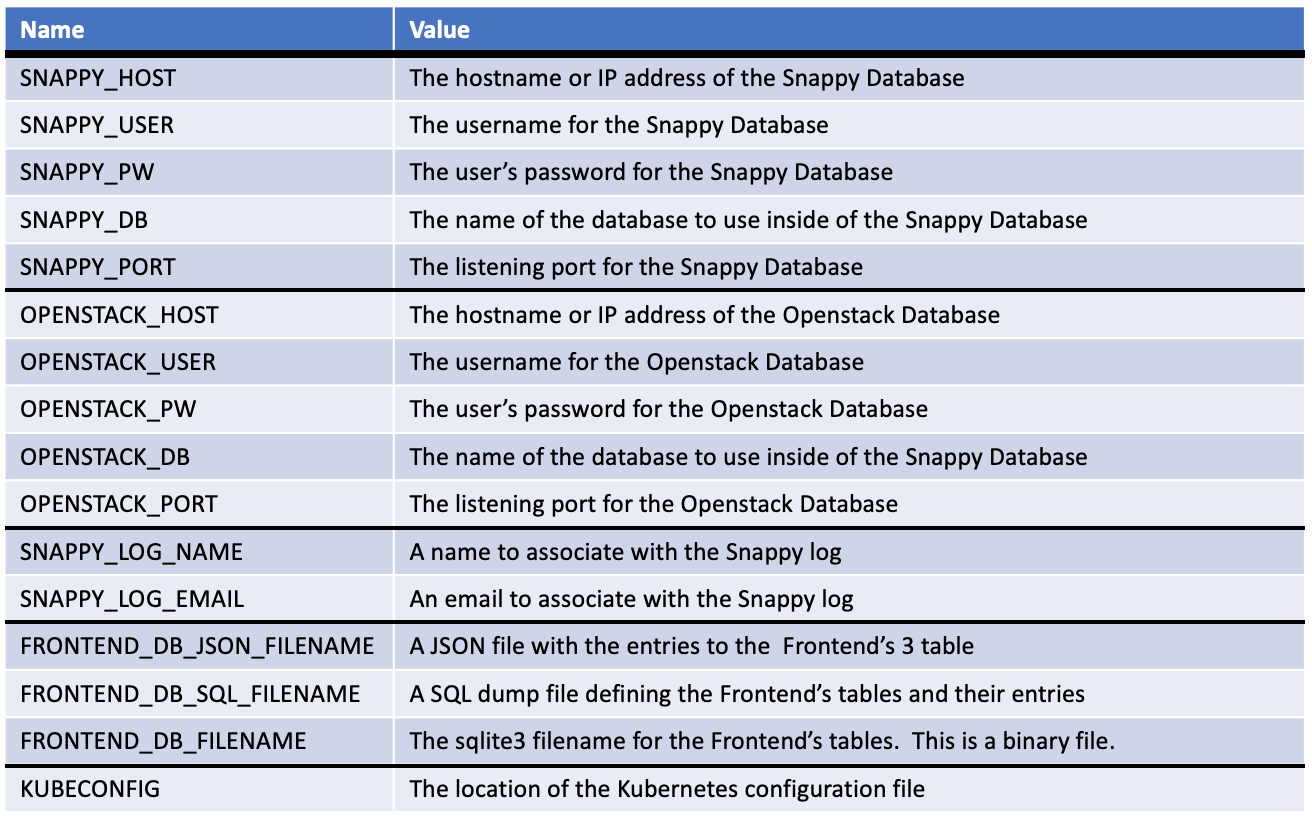 Name Value
SNAPPY_HOST The hostname or IP address of the Snappy Database
SNAPPY_USER The username for the Snappy Database
SNAPPY_PW The user’s password for the Snappy Database
SNAPPY_DB The name of the database to use inside of the Snappy Database
SNAPPY_PORT The listening port for the Snappy Database
OPENSTACK_HOST The hostname or IP address of the Openstack Database
OPENSTACK_USER The username for the Openstack Database
OPENSTACK_PW The user’s password for the Openstack Database
OPENSTACK_DB The name of the database to use inside of the Snappy Database
OPENSTACK_PORT The listening port for the Openstack Database
SNAPPY_LOG_NAME A name to associate with the Snappy log
SNAPPY_LOG_EMAIL An email to associate with the Snappy log
FRONTEND_DB_JSON_FILENAME A JSON file with the entries to the  Frontend’s 3 table
FRONTEND_DB_SQL_FILENAME A SQL dump file defining the Frontend’s tables and their entries
FRONTEND_DB_FILENAME The sqlite3 filename for the Frontend’s tables.  This is a binary file.
KUBECONFIG The location of the Kubernetes configuration file